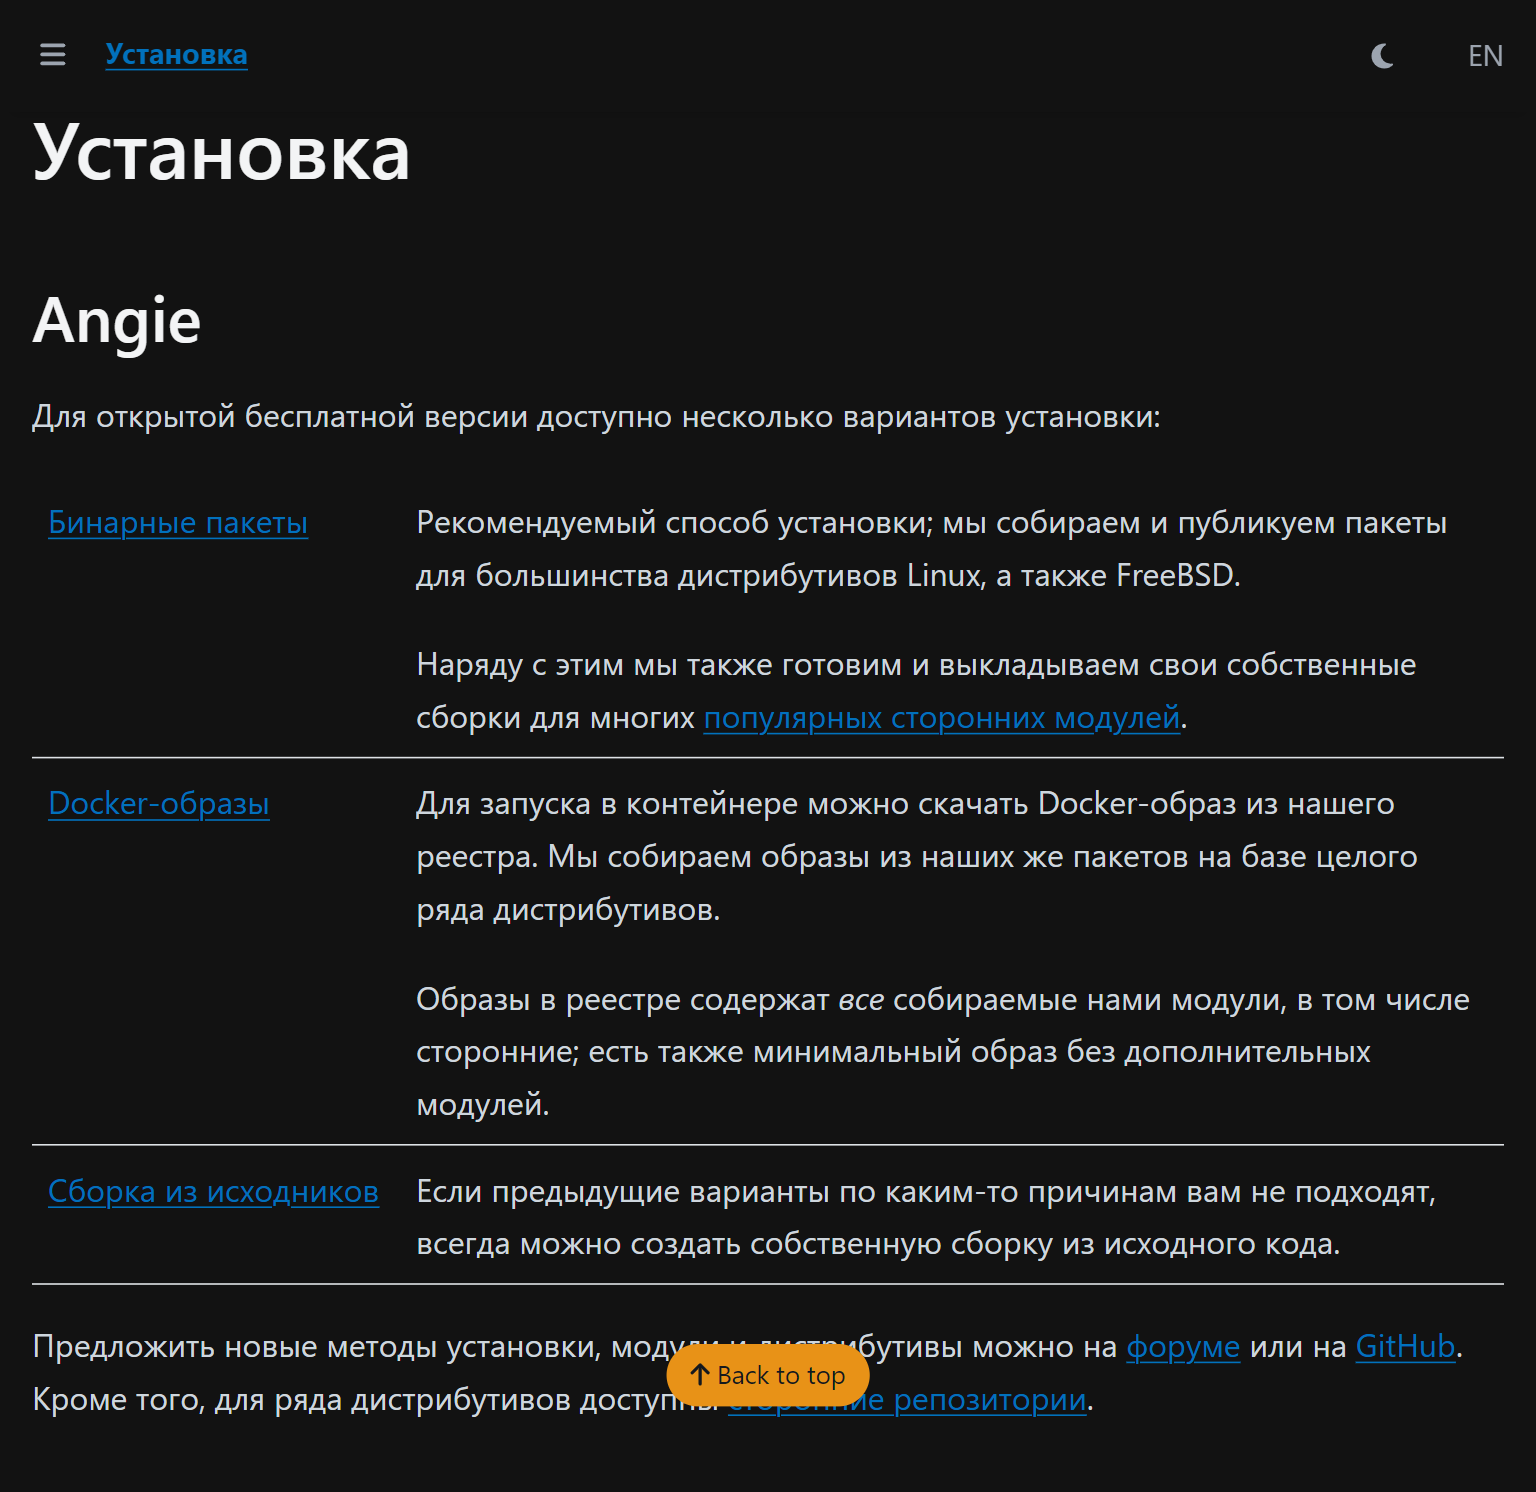 Установка
EN
Установка
Angie
Для открытой бесплатной версии доступно несколько вариантов установки:
Бинарные пакеты
Рекомендуемый способ установки; мы собираем и публикуем пакеты
для большинства дистрибутивов Linux, а также FreeBSD.
Наряду с этим мы также готовим и выкладываем свои собственные
сборки для многих популярных сторонних модулей.
Docker-образы
Для запуска в контейнере можно скачать Docker-образ из нашего
реестра. Мы собираем образы из наших же пакетов на базе целого
ряда дистрибутивов.
Образы в реестре содержат все собираемые нами модули, в том числе
сторонние; есть также минимальный образ без дополнительных
модулей.
Сборка из исходников
Если предыдущие варианты по каким-то причинам вам не подходят,
всегда можно создать собственную сборку из исходного кода.
Предложить новые методы установки, модули и дистрибутивы можно на форуме или на GitHub.
Back to top
Кроме того, для ряда дистрибутивов доступны сторонние репозитории.